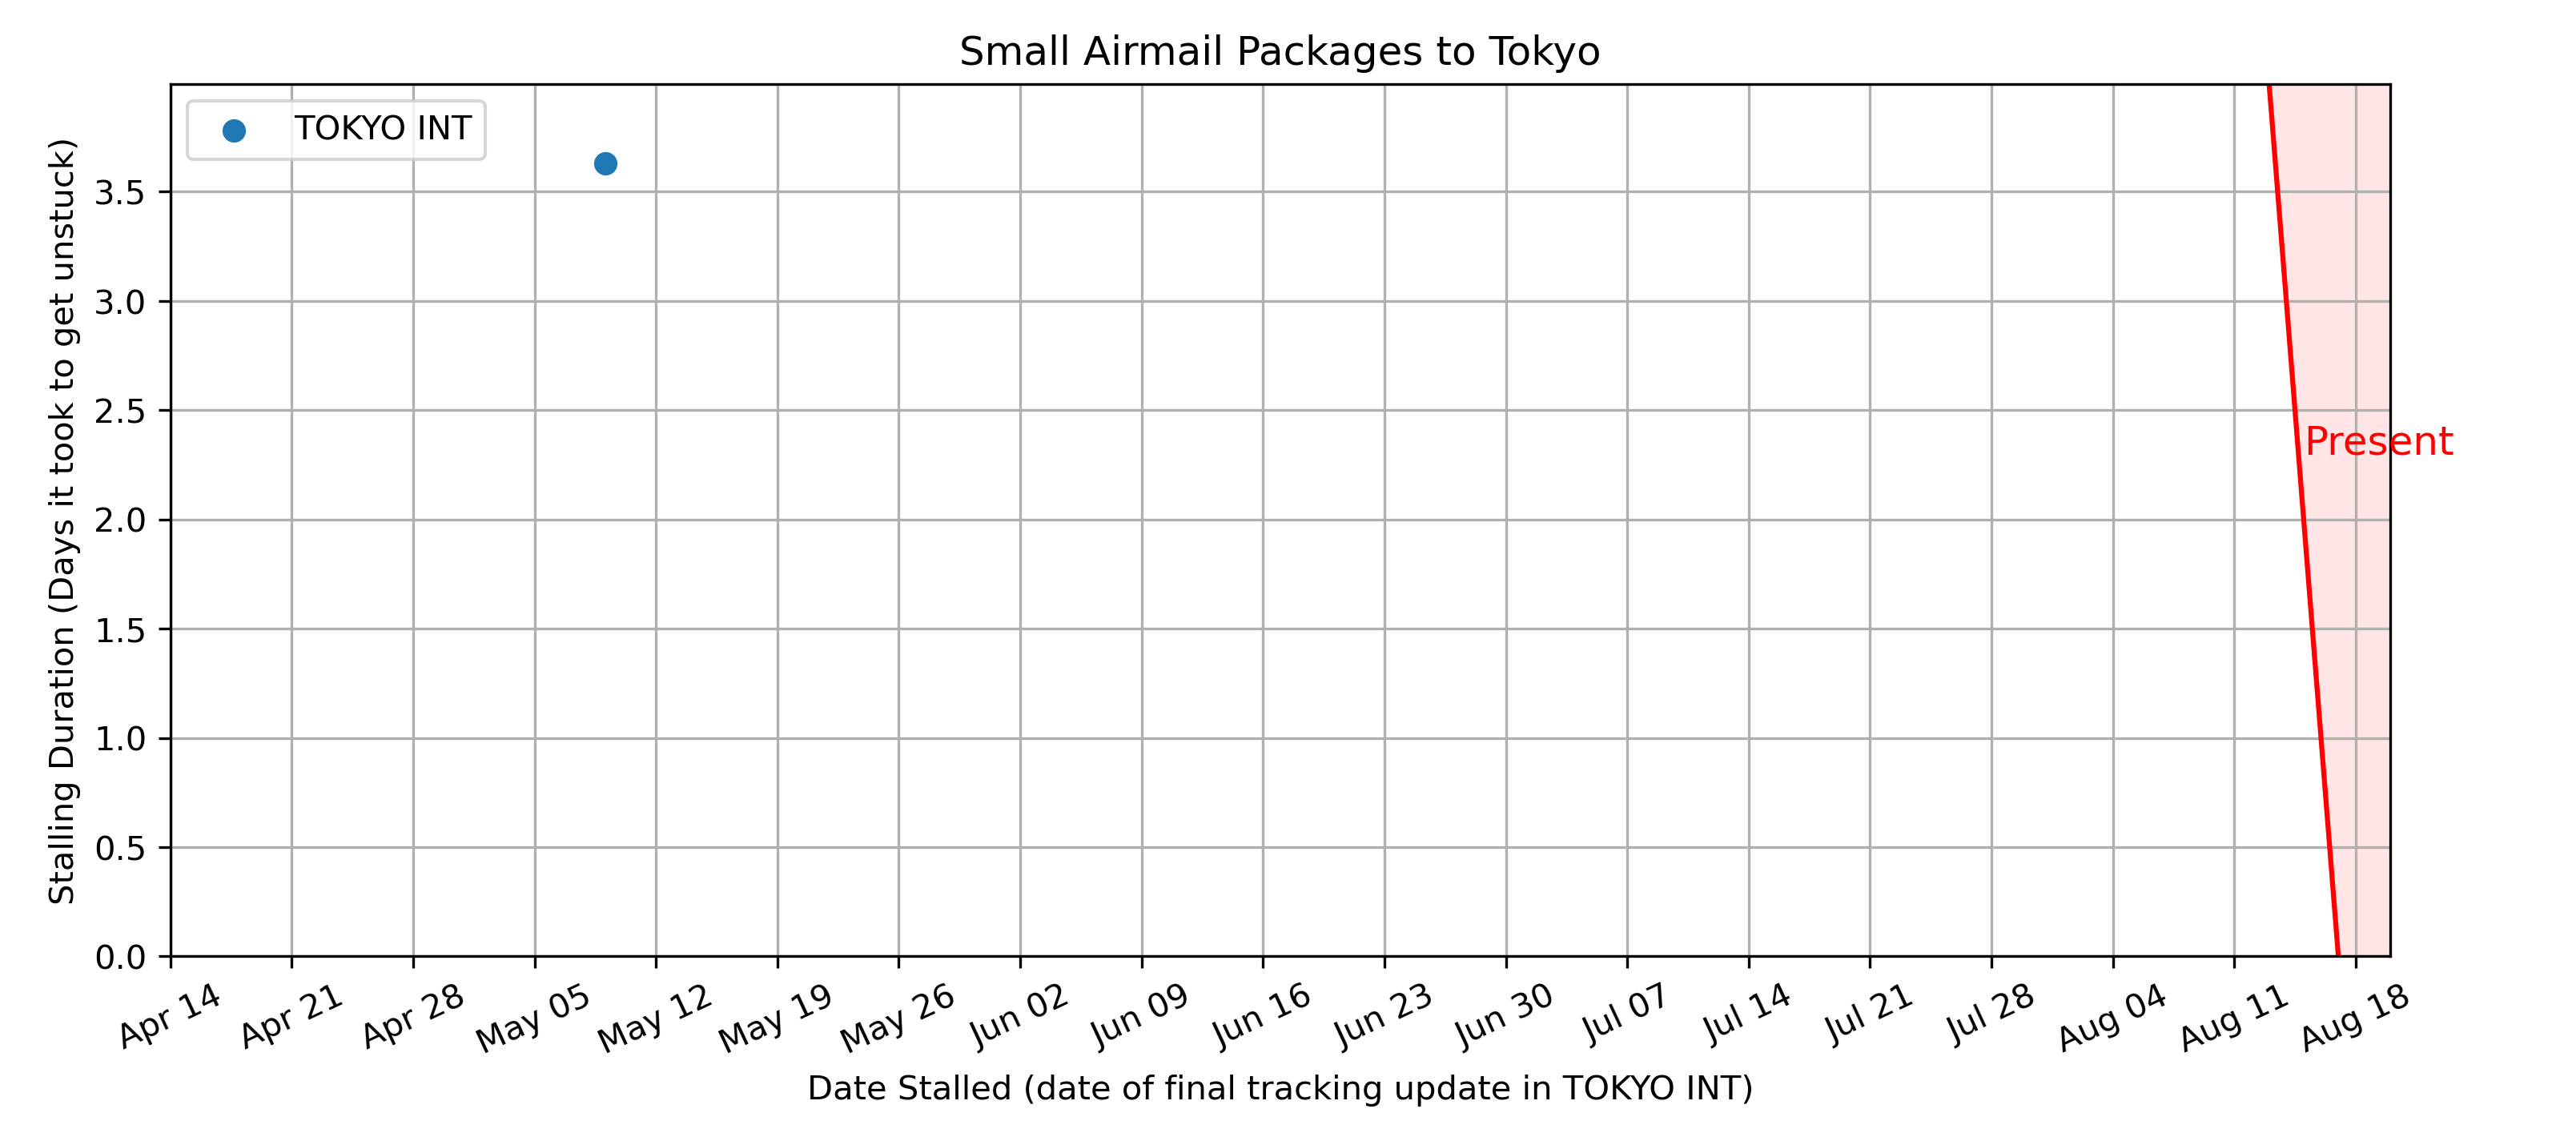 Small Airmail Packages to Tokyo
TOKYO INT
Stalling Duration (Days it took to get unstuck)
3.5
3.0
2.5
2.0
1.5
1.0
0.5
0.0
Present
Apr 14 Apr 21 Apr 28 May 05 May 12 May 19 May 26 Jun 02 Jun 09 Jun 16 Jun 23 Jun 30 Jul 07 Jul 14 Jul 21 Jul 28 Aug 04 Aug 11 Aug 18
Date Stalled (date of final tracking update in TOKYO INT)